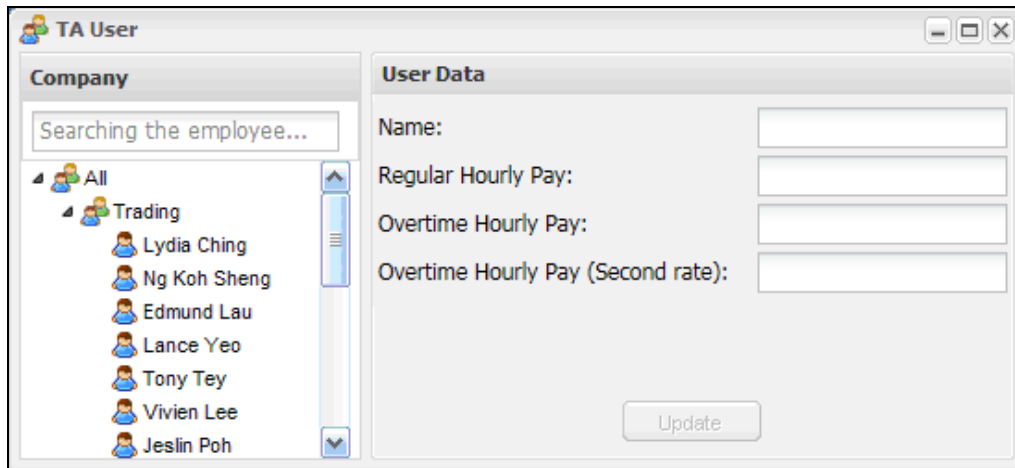 TA User
Company
Searching the employee...
All
Trading
Lydia Ching
Ng Koh Sheng
Edmund Lau
Lance Yeo
Tony Tey
Vivien Lee
Jeslin Poh
User Data
Name:
Regular Hourly Pay:
Overtime Hourly Pay:
Overtime Hourly Pay (Second rate):
Update